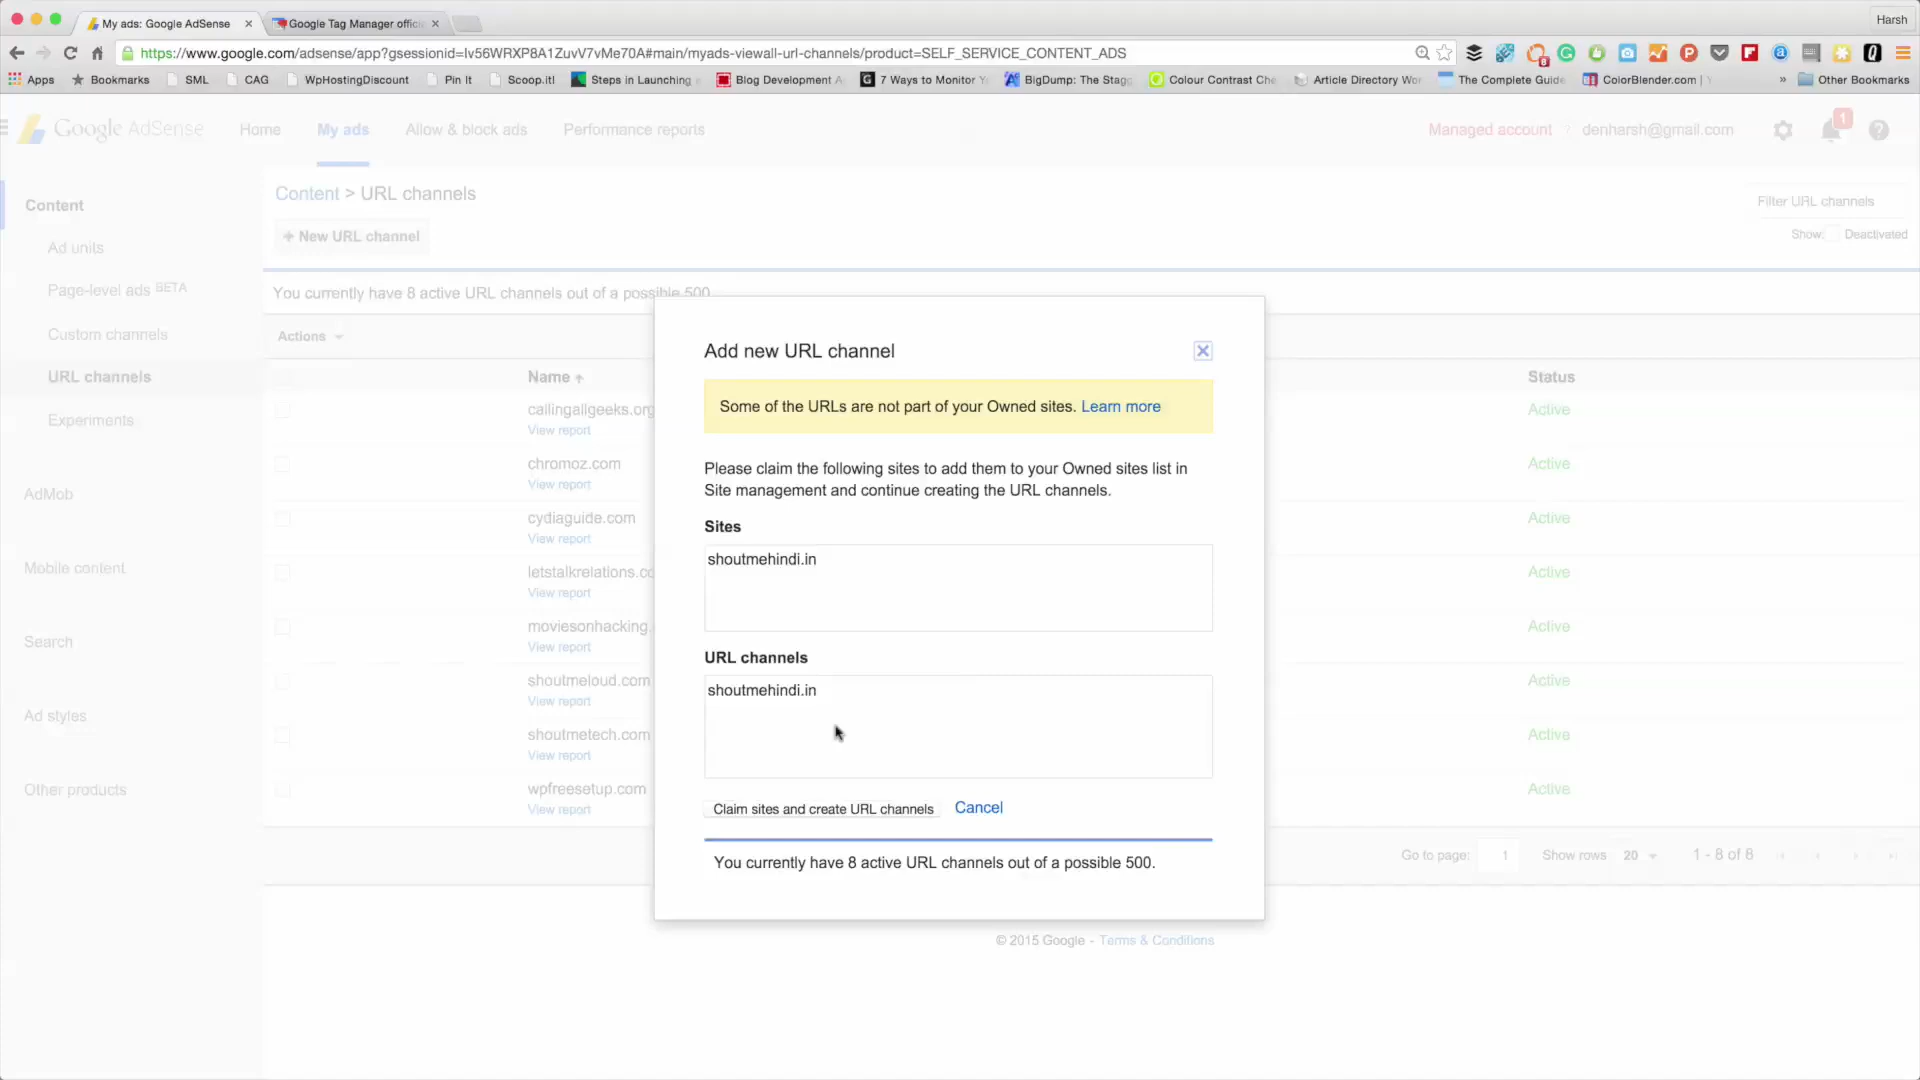 My ads: Google AdSense
Google Tag Manager offici
Harsh
https://www.google.com/adsense/app?gsessionid=Iv56WRXP8A1ZuvV7vMe70A#main/myads-viewall-url-channels/product=SELF_SERVICE_CONTENT_ADS
Apps Bookmarks SML CAG WpHostingDiscount Pin It Scoop.it! Steps in Launching Blog Development 7 Ways to Monitor BigDump: The Stagg Colour Contrast Che Article Directory Wor The Complete Guide ColorBlender.com | » Other Bookmarks
Google AdSense Home My ads Allow & block ads Performance reports Managed account denharsh@gmail.com 1
Content > URL channels
Content
Filter URL channels
+ New URL channel
Show: Deactivated
Ad units
Page-level ads BETA
You currently have 8 active URL channels out of a possible 500
Custom channels
Actions
URL channels
Name
Status
Experiments
callingallgeeks.org
Active
View report
chromoz.com
Active
View report
cydiaguide.com
Active
View report
letstalkrelations.co
Active
View report
moviesonhacking.
Active
View report
shoutmeloud.com
Active
View report
shoutmetech.com
Active
View report
wpfreesetup.com
Active
View report
AdMob
Mobile content
Search
Ad styles
Other products
Add new URL channel
Some of the URLs are not part of your Owned sites. Learn more
Please claim the following sites to add them to your Owned sites list in
Site management and continue creating the URL channels.
Sites
shoutmehindi.in
URL channels
shoutmehindi.in
Claim sites and create URL channels Cancel
You currently have 8 active URL channels out of a possible 500.
Go to page: 1 Show rows 20 1 - 8 of 8
© 2015 Google - Terms & Conditions